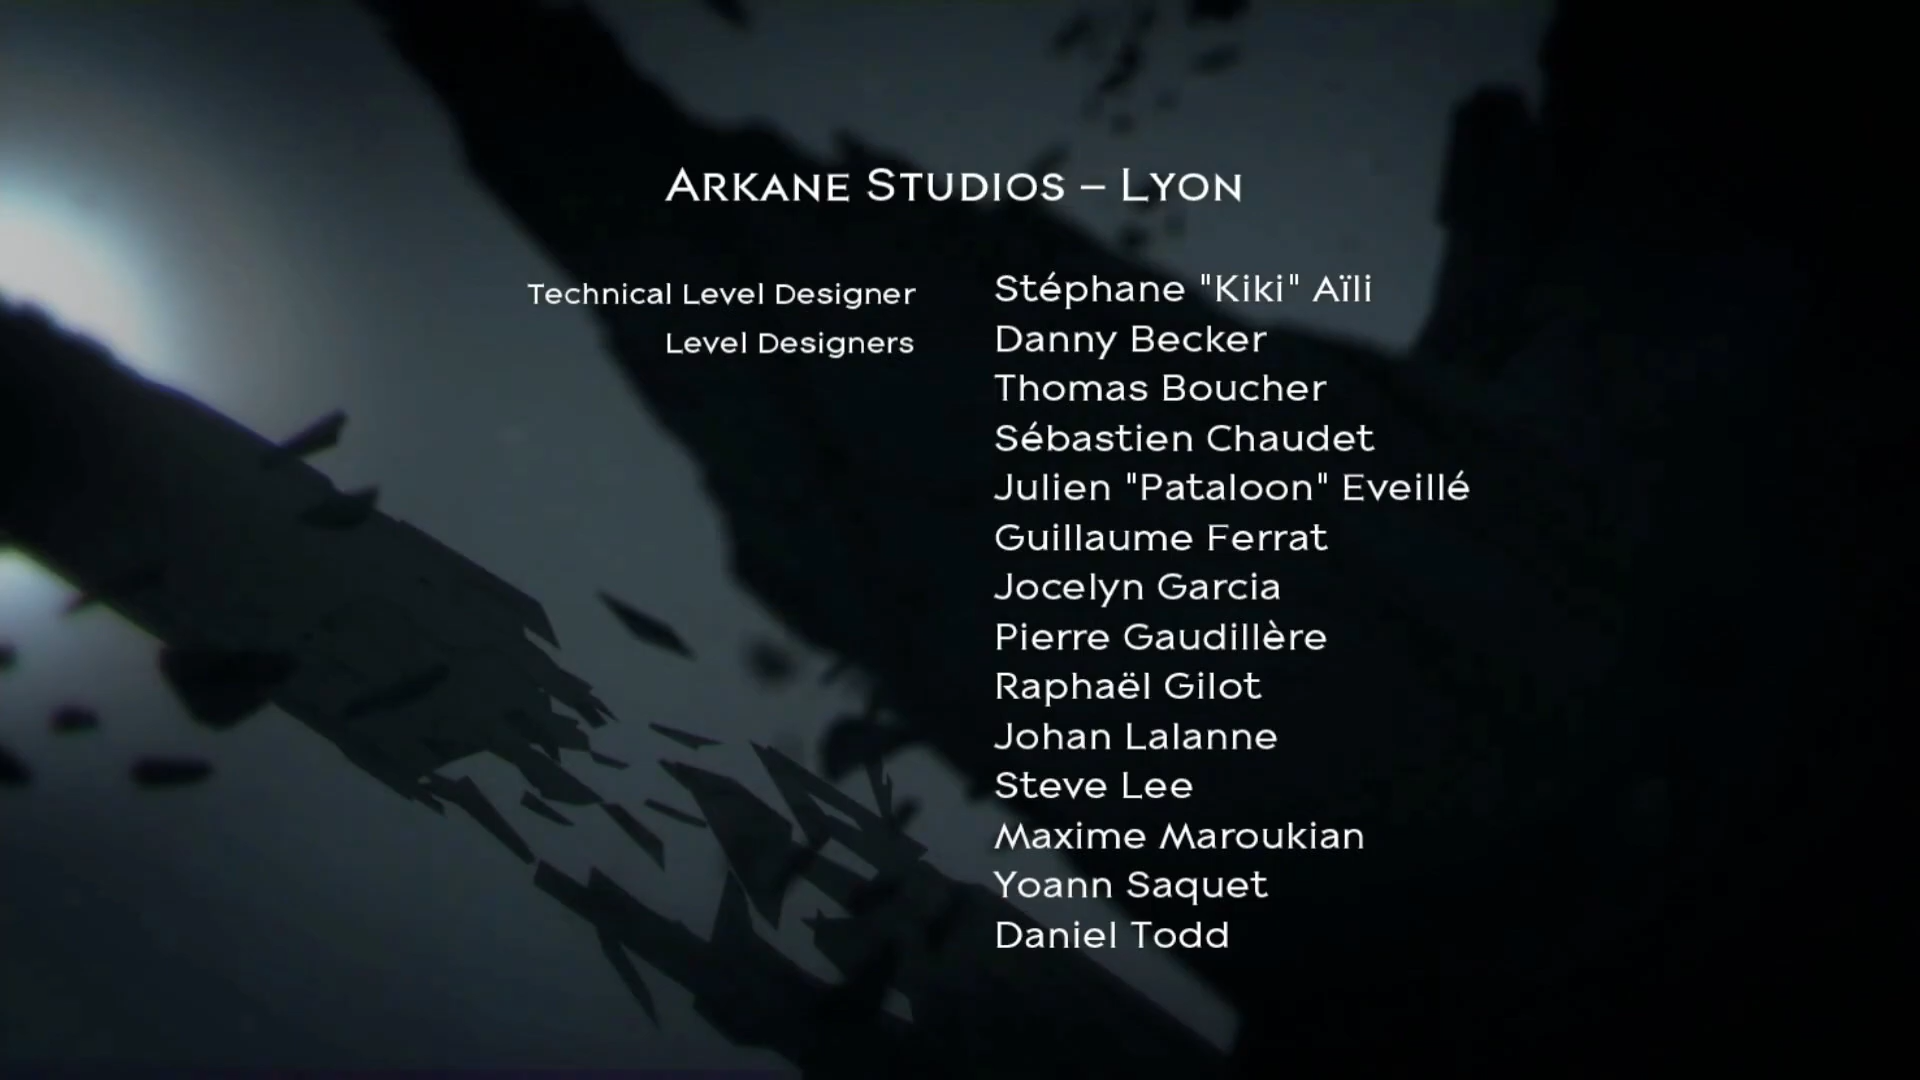 Arkane Studios – Lyon
Technical Level Designer Stéphane "Kiki" Aïli
Level Designers Danny Becker
Thomas Boucher
Sébastien Chaudet
Julien "Pataloon" Eveillé
Guillaume Ferrat
Jocelyn Garcia
Pierre Gaudillère
Raphaël Gilot
Johan Lalanne
Steve Lee
Maxime Maroukian
Yoann Saquet
Daniel Todd